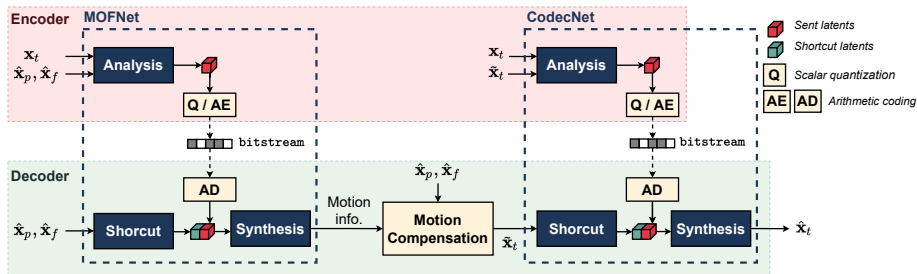 Encoder
MOFNet
CodecNet
x_t
x̂_p, x̂_f
Analysis
Q / AE
bitstream
x_t
x̃_t
Analysis
Q / AE
bitstream
Sent latents
Shortcut latents
Q Scalar quantization
AE AD Arithmetic coding
Decoder
AD
x̂_p, x̂_f
Shorcut
Synthesis
Motion
info.
x̂_p, x̂_f
Motion
Compensation
x̃_t
AD
Shorcut
Synthesis
x̂_t